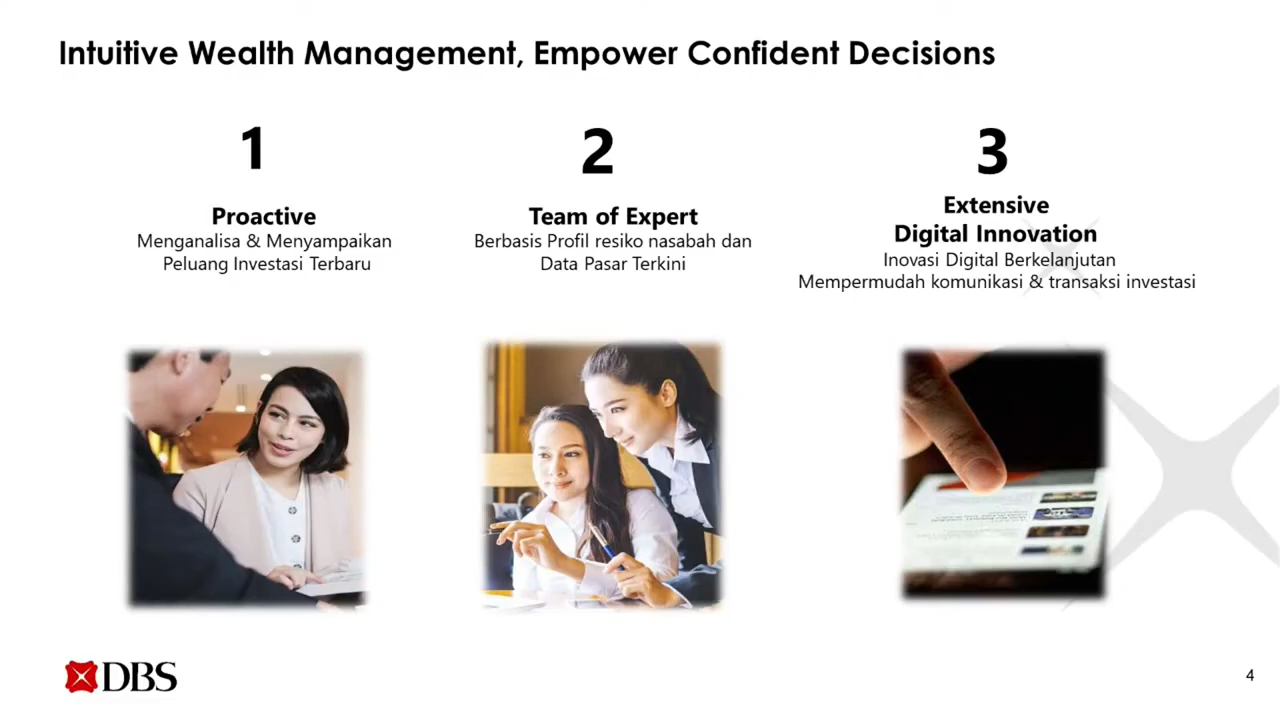 Intuitive Wealth Management, Empower Confident Decisions
1
Proactive
Menganalisa & Menyampaikan
Peluang Investasi Terbaru
2
Team of Expert
Berbasis Profil resiko nasabah dan
Data Pasar Terkini
3
Extensive
Digital Innovation
Inovasi Digital Berkelanjutan
Mempermudah komunikasi & transaksi investasi
DBS
4